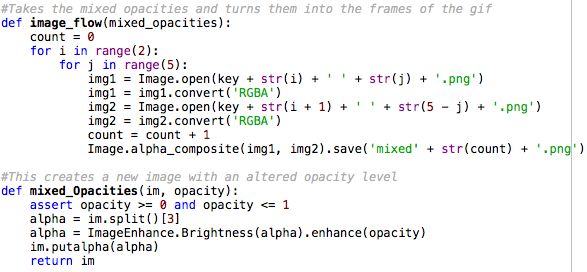 #Takes the mixed opacities and turns them into the frames of the gif
def image_flow(mixed_opacities):
    count = 0
    for i in range(2):
        for j in range(5):
            img1 = Image.open(key + str(i) + ' ' + str(j) + '.png')
            img1 = img1.convert('RGBA')
            img2 = Image.open(key + str(i + 1) + ' ' + str(5 - j) + '.png')
            img2 = img2.convert('RGBA')
            count = count + 1
            Image.alpha_composite(img1, img2).save('mixed' + str(count) + '.png')
#This creates a new image with an altered opacity level
def mixed_Opacities(im, opacity):
    assert opacity >= 0 and opacity <= 1
    alpha = im.split()[3]
    alpha = ImageEnhance.Brightness(alpha).enhance(opacity)
    im.putalpha(alpha)
    return im